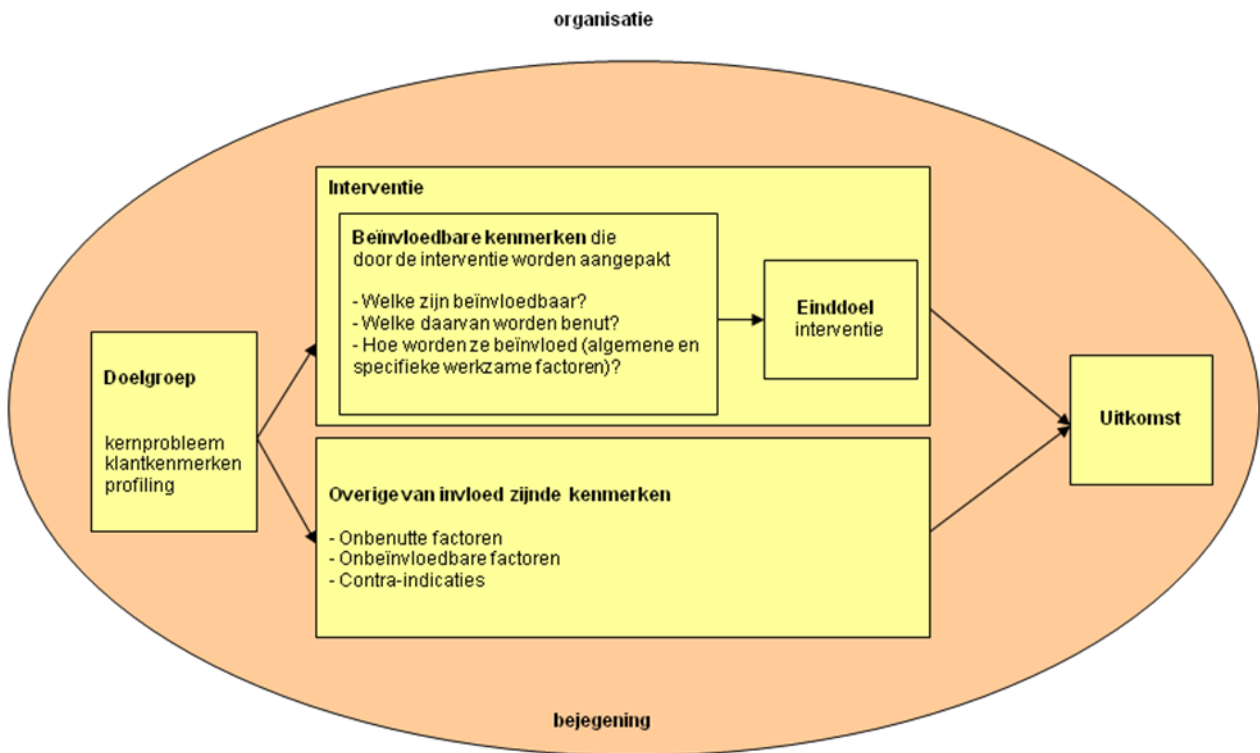 organisatie
Interventie
Beïnvloedbare kenmerken die
door de interventie worden aangepakt
- Welke zijn beïnvloedbaar?
- Welke daarvan worden benut?
- Hoe worden ze beïnvloed (algemene en
specifieke werkzame factoren)?
Einddoel
interventie
Doelgroep
kernprobleem
klantkenmerken
profiling
Uitkomst
Overige van invloed zijnde kenmerken
- Onbenutte factoren
- Onbeïnvloedbare factoren
- Contra-indicaties
bejegening